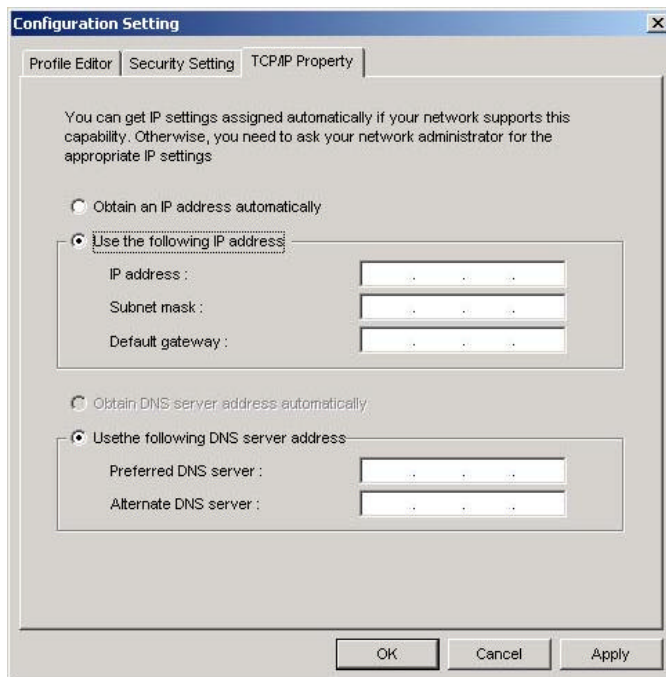 Configuration Setting
Profile Editor Security Setting TCP/IP Property
You can get IP settings assigned automatically if your network supports this
capability. Otherwise, you need to ask your network administrator for the
appropriate IP settings
Obtain an IP address automatically
Use the following IP address
IP address :
Subnet mask :
Default gateway :
Obtain DNS server address automatically
Usethe following DNS server address
Preferred DNS server :
Alternate DNS server :
OK Cancel Apply